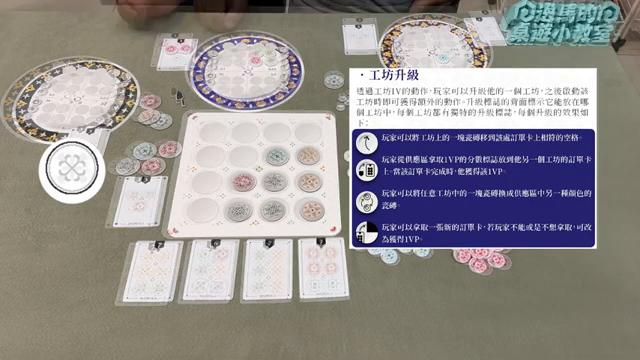 洪馬的
桌遊小教室
·工坊升級
透過工坊IV的動作,玩家可以升級他的一個工坊,之後啟動該
工坊時即可獲得額外的動作。升級標誌的背面標示它能放在哪
個工坊中,每個工坊都有獨特的升級標誌,每個升級的效果如
下:
玩家可以將工坊上的一塊瓷磚移到該處訂單卡上相符的空格。
玩家從供應區拿取1VP的分數標誌放到他另一個工坊的訂單卡
上。當該訂單卡完成時,他獲得該1VP。
玩家可以將任意工坊中的一塊瓷磚換成供應區中另一種顏色的
瓷磚。
玩家可以拿取一張新的訂單卡,若玩家不能或是不想拿取,可改
為獲得1VP。